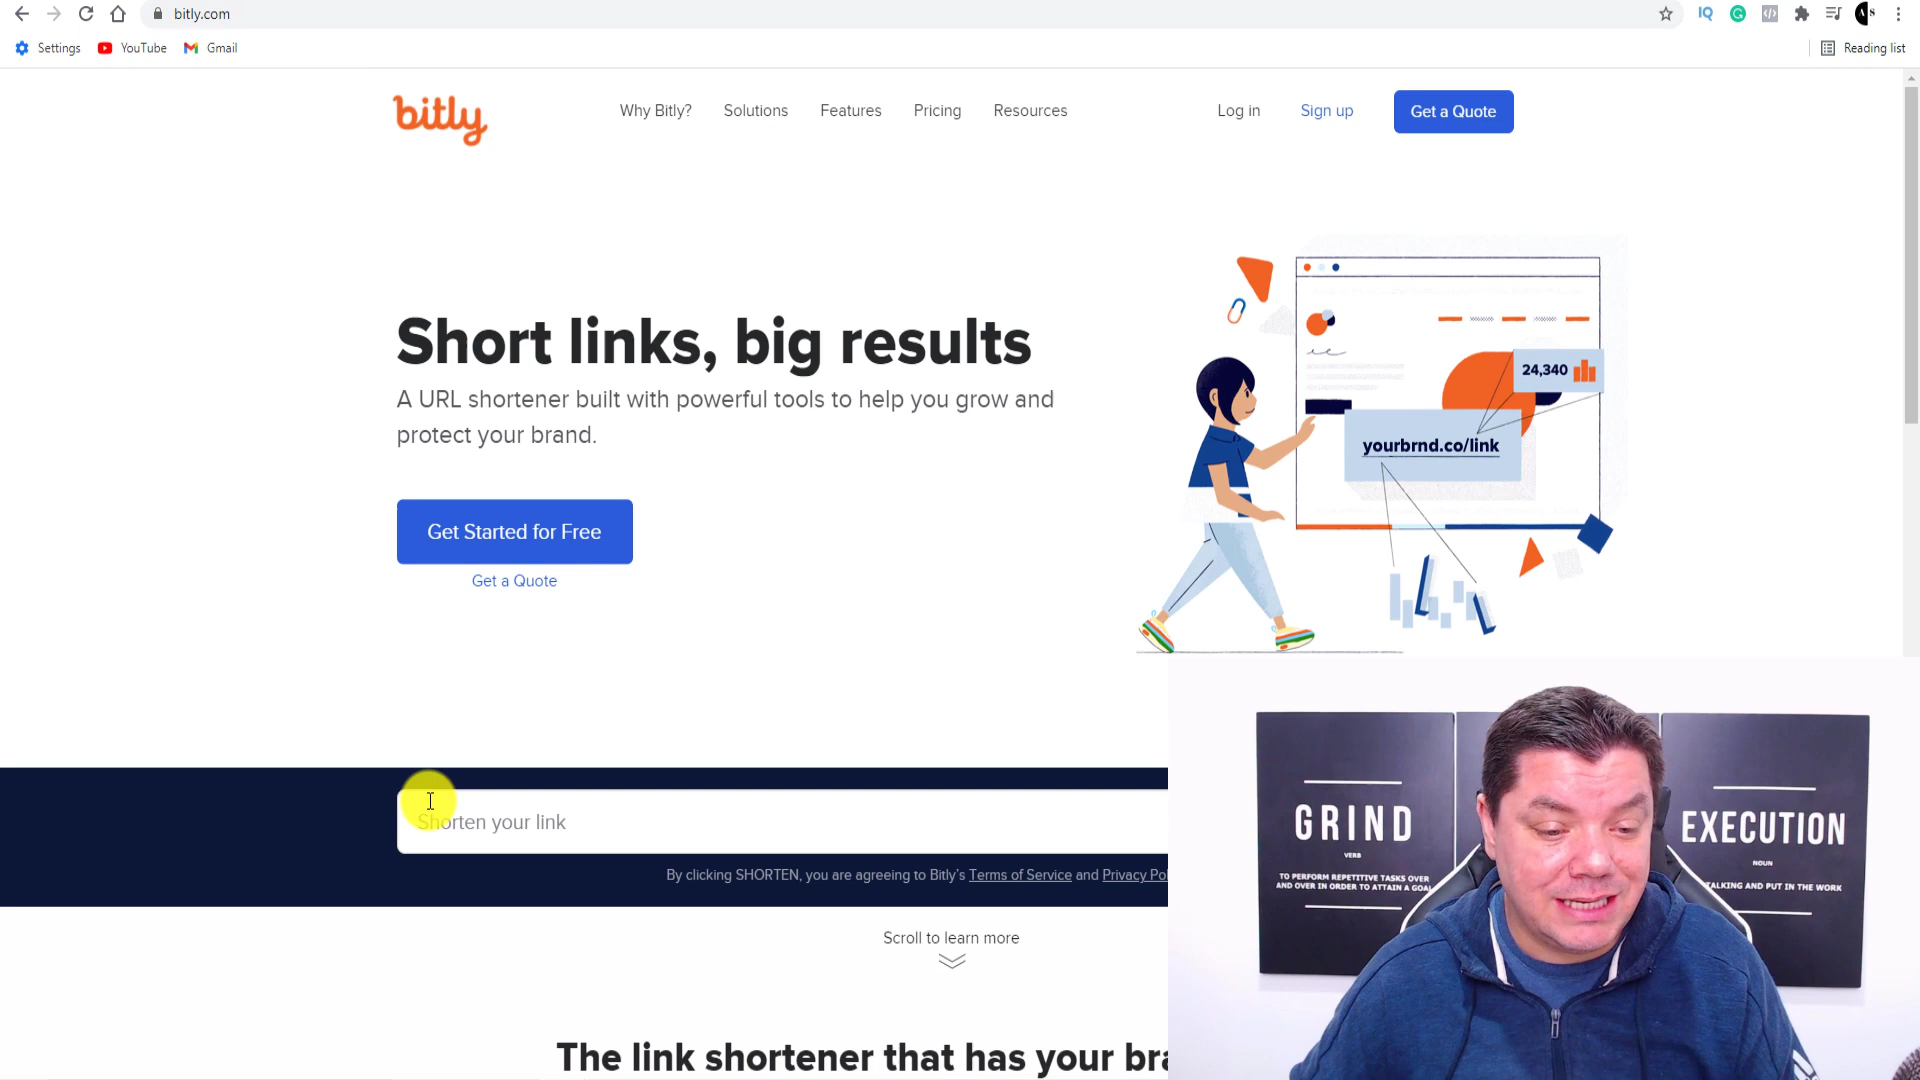 bitly.com
IQ
Settings
YouTube
Gmail
Reading list
bitly
Why Bitly?
Solutions
Features
Pricing
Resources
Log in
Sign up
Get a Quote
Short links, big results
A URL shortener built with powerful tools to help you grow and
protect your brand.
Get Started for Free
Get a Quote
24,340
yourbrnd.co/link
Shorten your link
By clicking SHORTEN, you are agreeing to Bitly's Terms of Service and Privacy Pol
Scroll to learn more
The link shortener that has your bra
GRIND
VERB
TO PERFORM REPETITIVE TASKS OVER
AND OVER IN ORDER TO ATTAIN A GOAL
EXECUTION
NOUN
TALKING AND PUT IN THE WORK